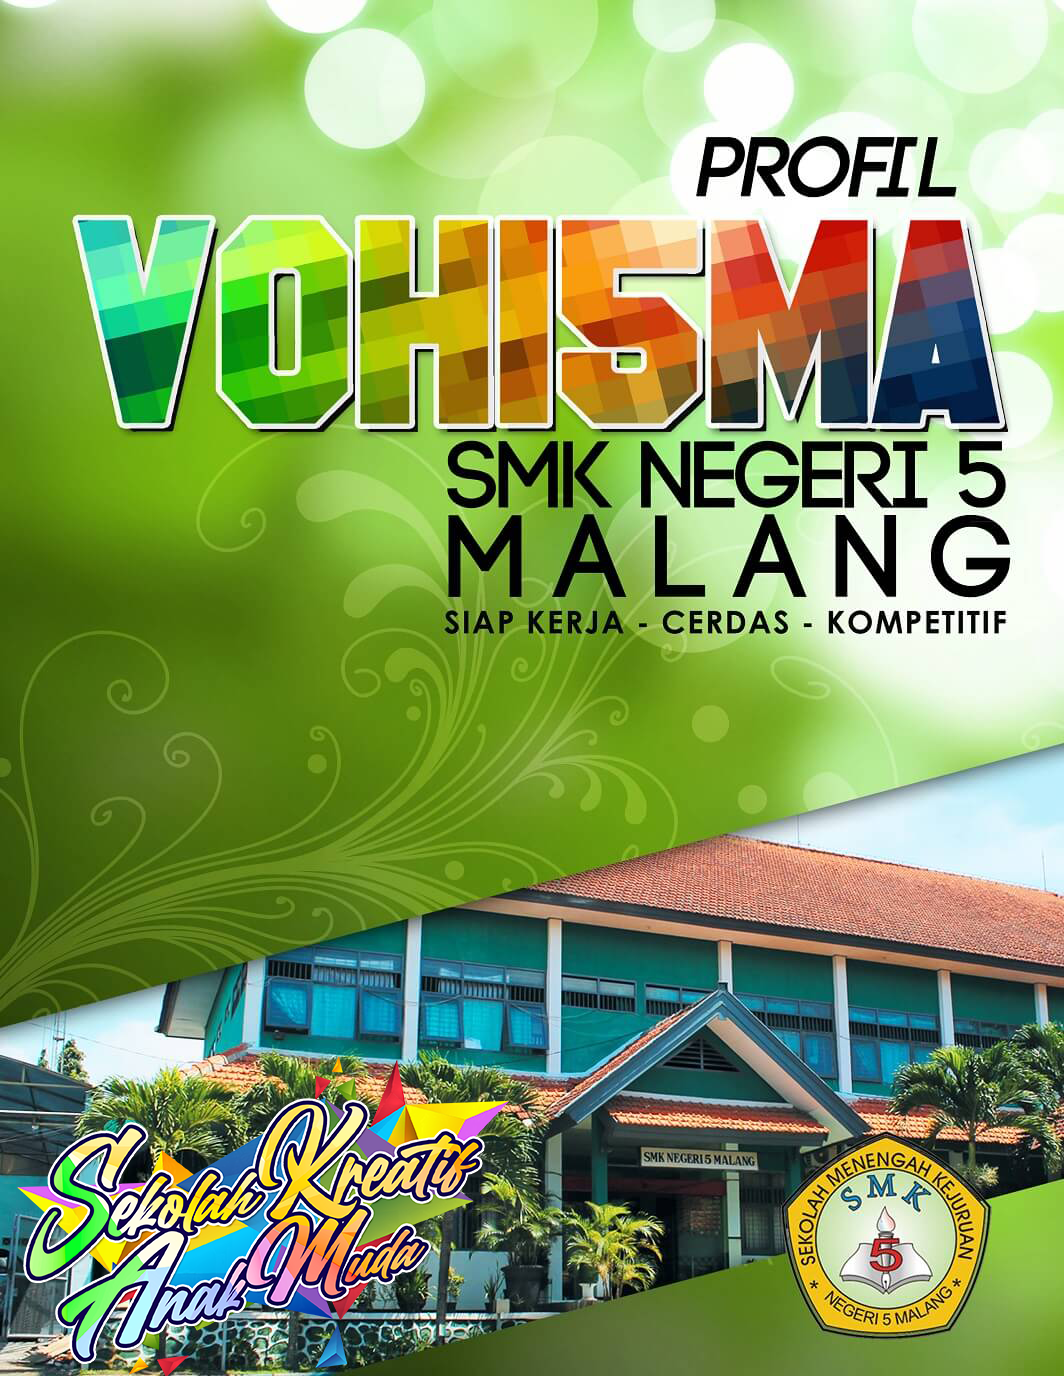 PROFIL
VOHI5MA
SMK NEGERI 5
MALANG
SIAP KERJA - CERDAS - KOMPETITIF
SMK NEGERI 5 MALANG
Sekolah Kreatif
Anak Muda
SEKOLAH MENENGAH KEJURUAN
SMK
5
* NEGERI 5 MALANG *